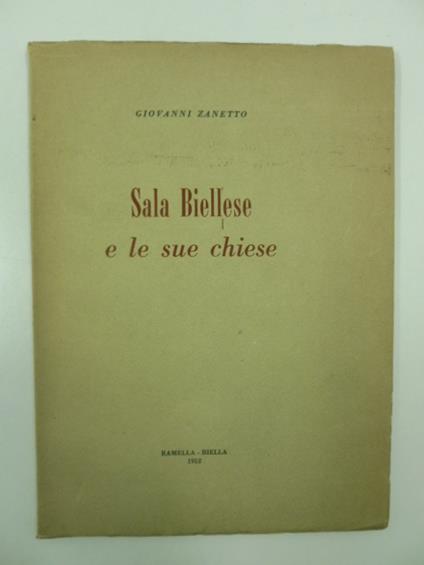 GIOVANNI ZANETTO
Sala Biellese
e le sue chiese
RAMELLA - BIELLA
1952